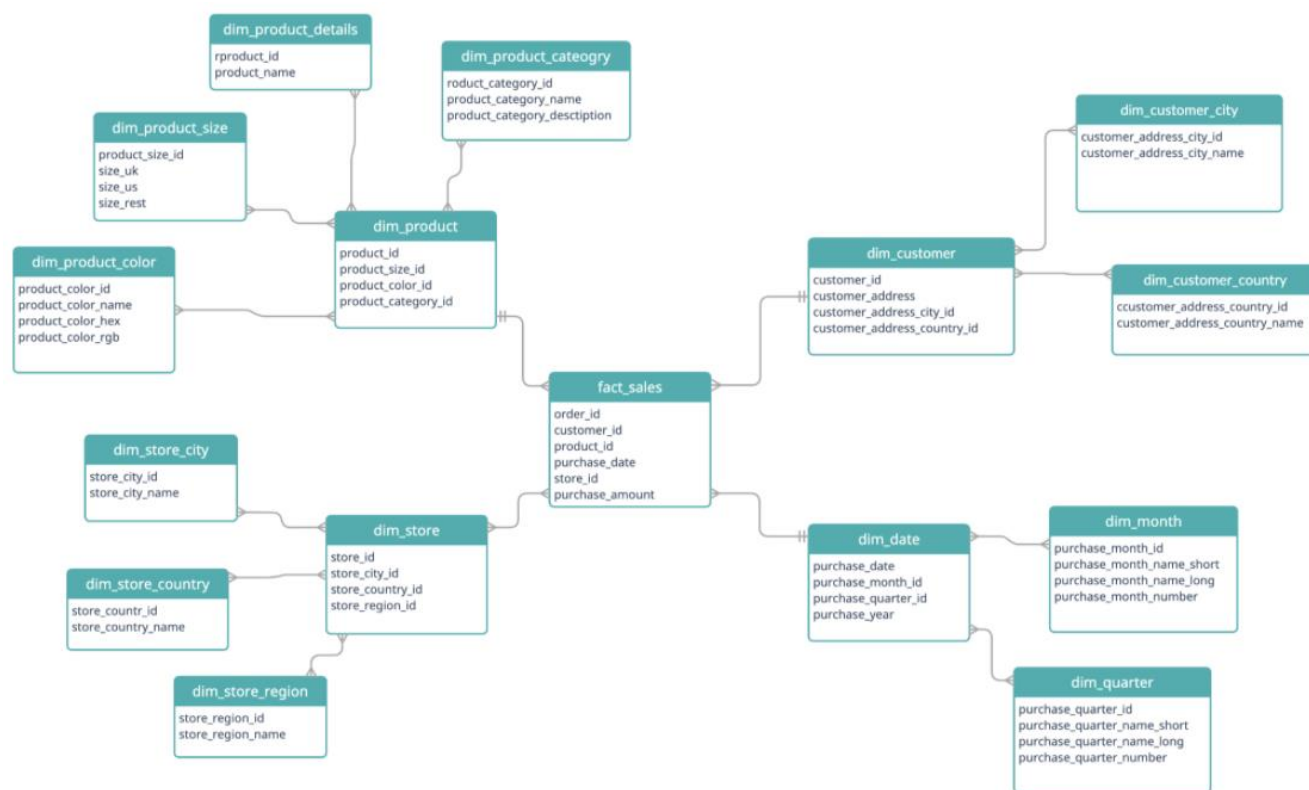 dim_product_details
rproduct_id
product_name
dim_product_cateogry
roduct_category_id
product_category_name
product_category_desctiption
dim_product_size
product_size_id
size_uk
size_us
size_rest
dim_product_color
product_color_id
product_color_name
product_color_hex
product_color_rgb
dim_product
product_id
product_size_id
product_color_id
product_category_id
dim_customer_city
customer_address_city_id
customer_address_city_name
dim_customer
customer_id
customer_address
customer_address_city_id
customer_address_country_id
dim_customer_country
ccustomer_address_country_id
customer_address_country_name
fact_sales
order_id
customer_id
product_id
purchase_date
store_id
purchase_amount
dim_store_city
store_city_id
store_city_name
dim_store_country
store_countr_id
store_country_name
dim_store
store_id
store_city_id
store_country_id
store_region_id
dim_store_region
store_region_id
store_region_name
dim_date
purchase_date
purchase_month_id
purchase_quarter_id
purchase_year
dim_month
purchase_month_id
purchase_month_name_short
purchase_month_name_long
purchase_month_number
dim_quarter
purchase_quarter_id
purchase_quarter_name_short
purchase_quarter_name_long
purchase_quarter_number